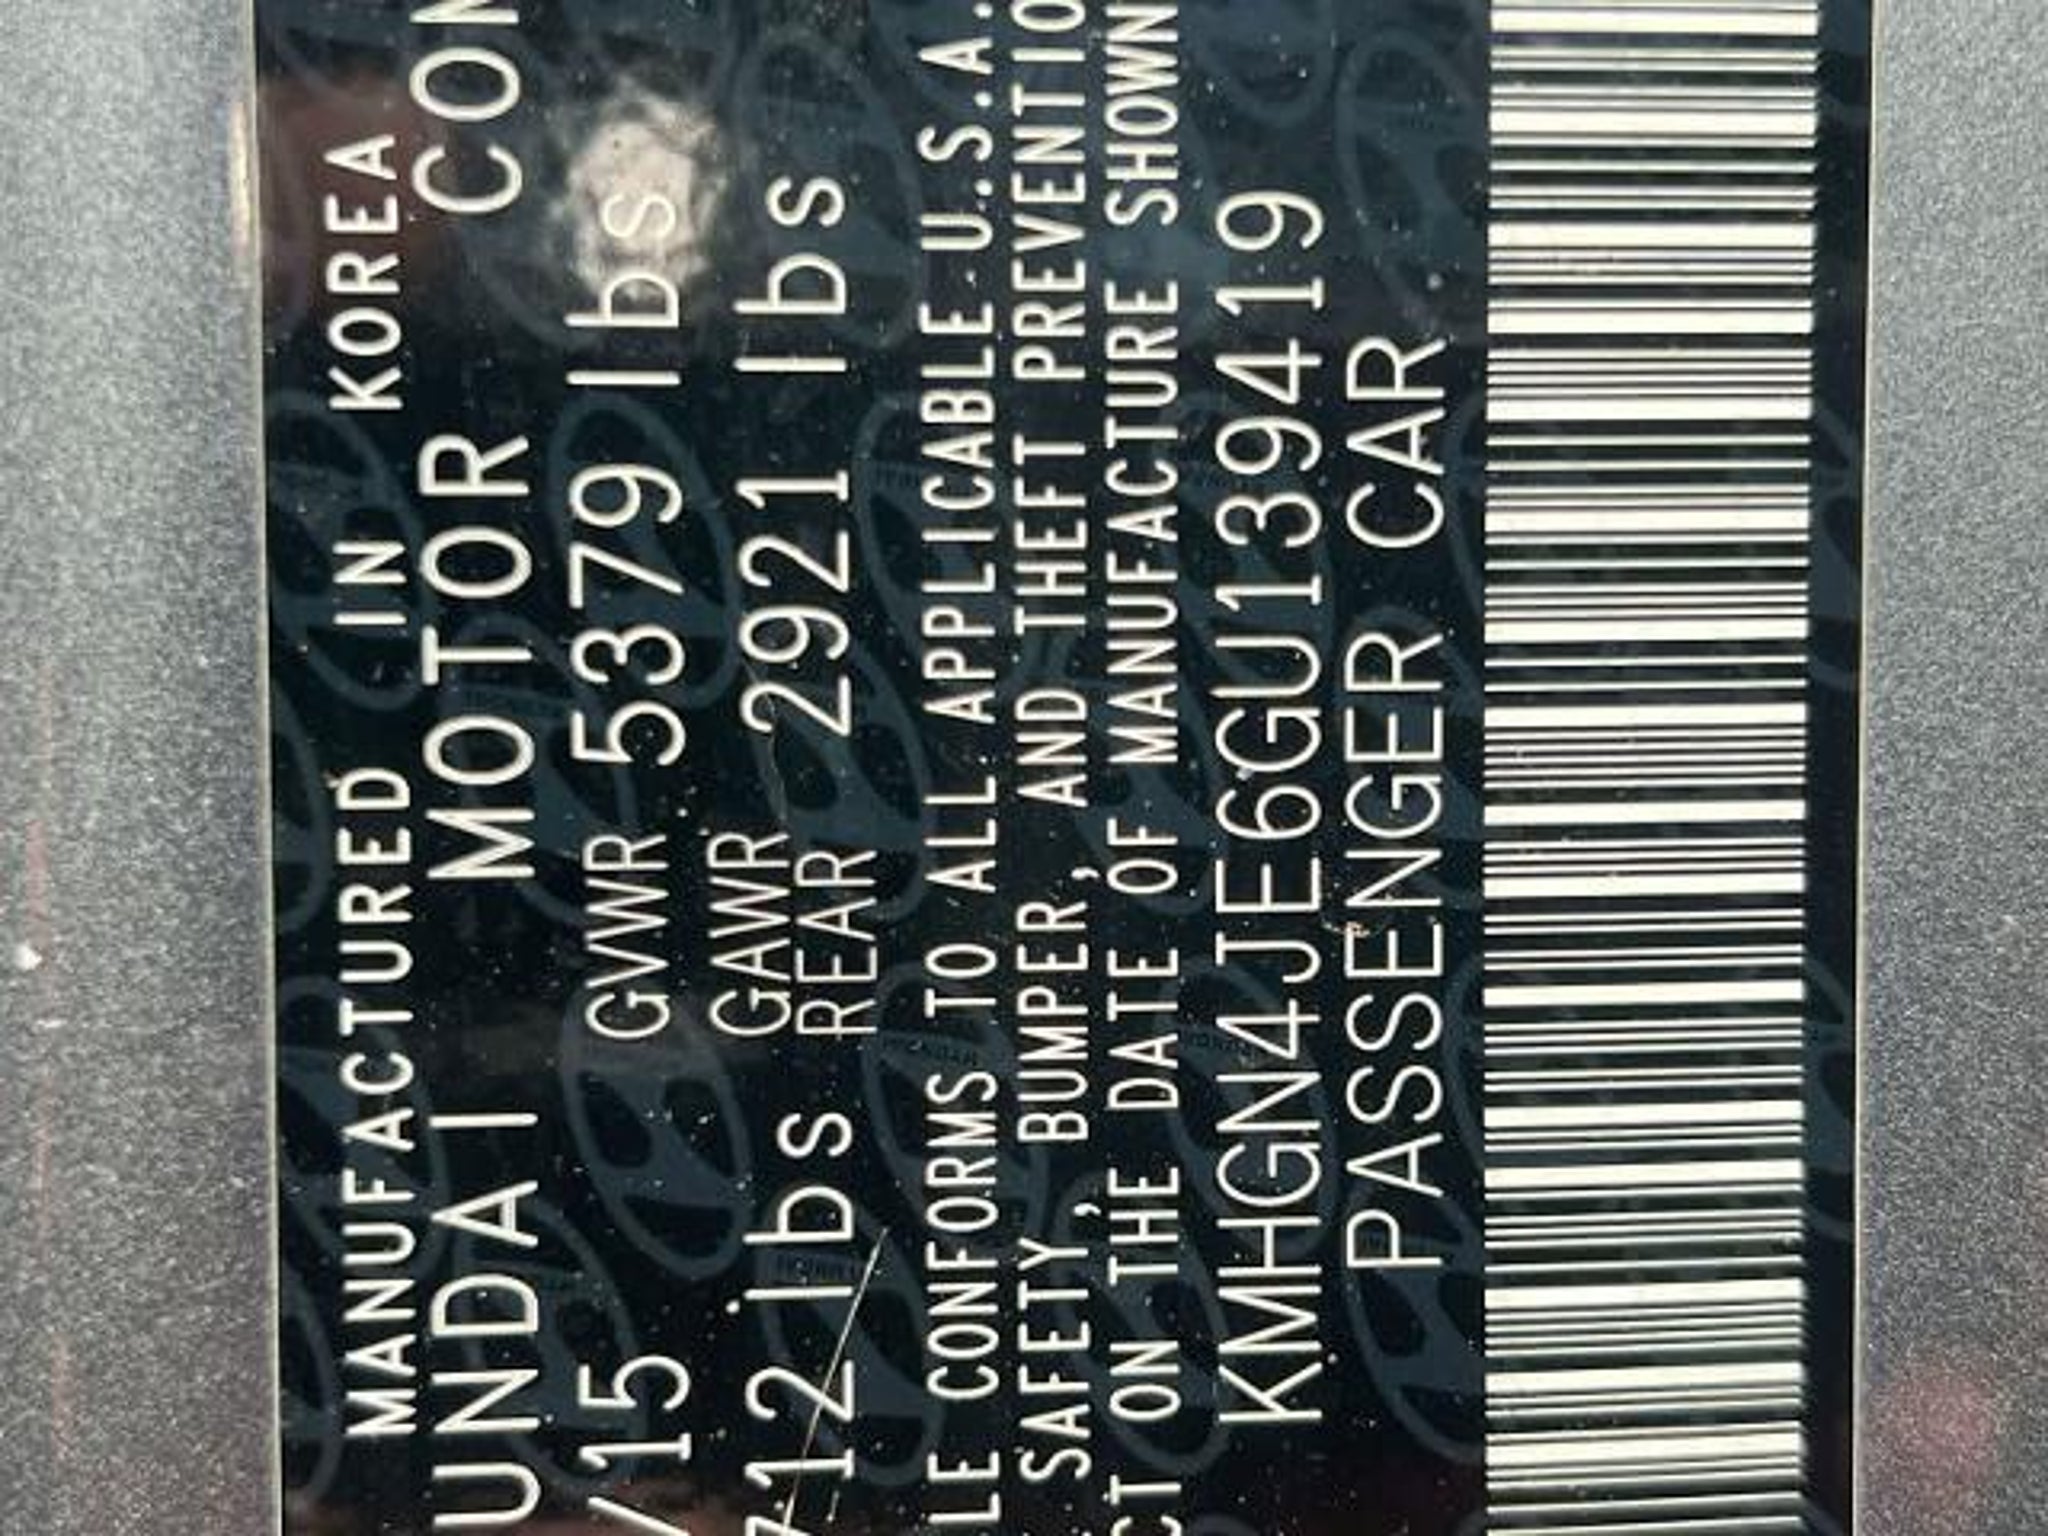 MANUFACTURED IN KOREA
UNDAI MOTOR CON
/15 GVWR 5379 lbs
712 lbs GAWR REAR 2921 lbs
LE CONFORMS TO ALL APPLICABLE U.S.A.
SAFETY, BUMPER, AND THEFT PREVENTIO
CT ON THE DATE OF MANUFACTURE SHOWN
KMHGN4JE6GU139419
PASSENGER CAR